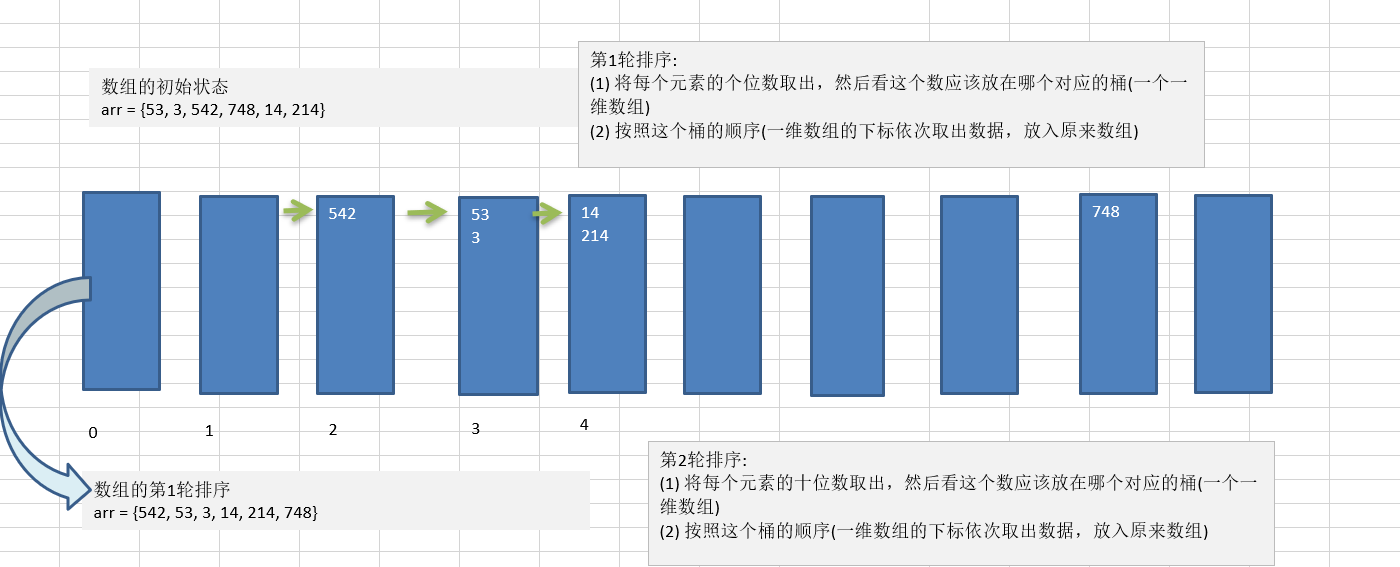 数组的初始状态
arr = {53, 3, 542, 748, 14, 214}
第1轮排序:
(1) 将每个元素的个位数取出，然后看这个数应该放在哪个对应的桶(一个一
维数组)
(2) 按照这个桶的顺序(一维数组的下标依次取出数据，放入原来数组)
542
53
3
14
214
748
0
1
2
3
4
数组的第1轮排序
arr = {542, 53, 3, 14, 214, 748}
第2轮排序:
(1) 将每个元素的十位数取出，然后看这个数应该放在哪个对应的桶(一个一
维数组)
(2) 按照这个桶的顺序(一维数组的下标依次取出数据，放入原来数组)